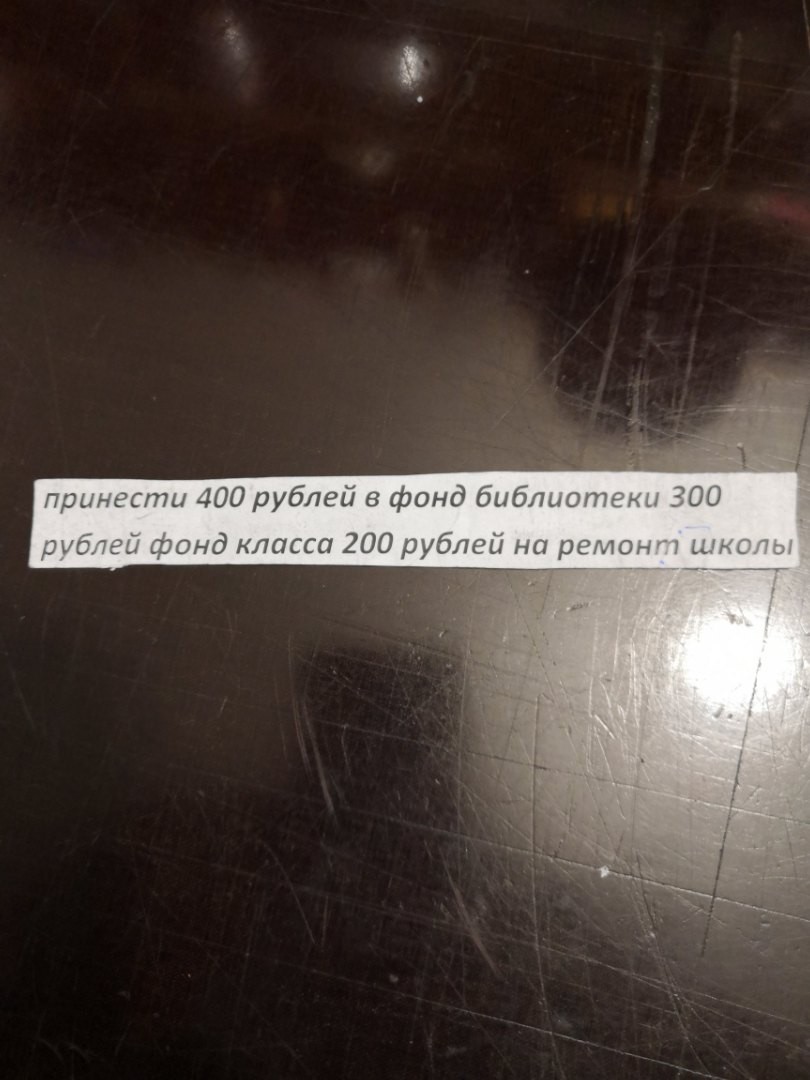 принести 400 рублей в фонд библиотеки 300
рублей фонд класса 200 рублей на ремонт школы